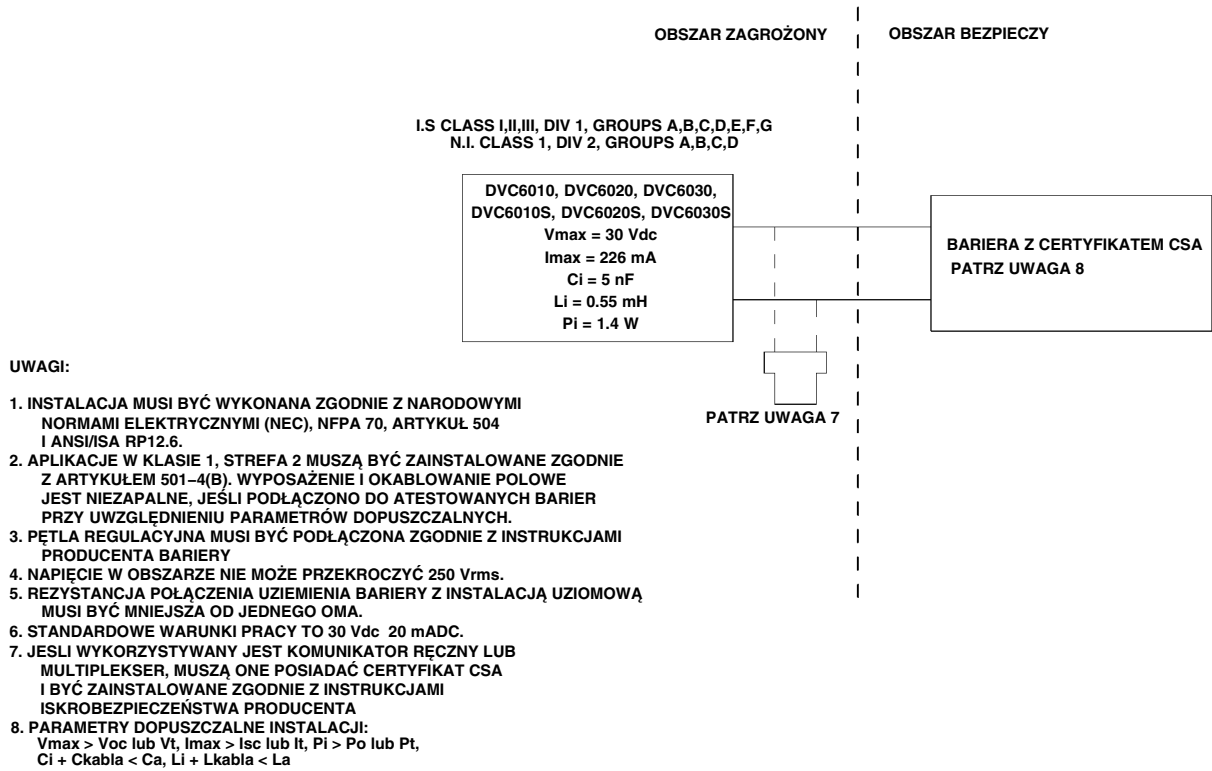 OBSZAR ZAGROŻONY
OBSZAR BEZPIECZY
I.S CLASS I,II,III, DIV 1, GROUPS A,B,C,D,E,F,G
N.I. CLASS 1, DIV 2, GROUPS A,B,C,D
DVC6010, DVC6020, DVC6030,
DVC6010S, DVC6020S, DVC6030S
Vmax = 30 Vdc
Imax = 226 mA
Ci = 5 nF
Li = 0.55 mH
Pi = 1.4 W
BARIERA Z CERTYFIKATEM CSA
PATRZ UWAGA 8
PATRZ UWAGA 7
UWAGI:
1. INSTALACJA MUSI BYĆ WYKONANA ZGODNIE Z NARODOWYMI
NORMAMI ELEKTRYCZNYMI (NEC), NFPA 70, ARTYKUŁ 504
I ANSI/ISA RP12.6.
2. APLIKACJE W KLASIE 1, STREFA 2 MUSZĄ BYĆ ZAINSTALOWANE ZGODNIE
Z ARTYKUŁEM 501−4(B). WYPOSAŻENIE I OKABLOWANIE POLOWE
JEST NIEZAPALNE, JEŚLI PODŁĄCZONO DO ATESTOWANYCH BARIER
PRZY UWZGLĘDNIENIU PARAMETRÓW DOPUSZCZALNYCH.
3. PĘTLA REGULACYJNA MUSI BYĆ PODŁĄCZONA ZGODNIE Z INSTRUKCJAMI
PRODUCENTA BARIERY
4. NAPIĘCIE W OBSZARZE NIE MOŻE PRZEKROCZYĆ 250 Vrms.
5. REZYSTANCJA POŁĄCZENIA UZIEMIENIA BARIERY Z INSTALACJĄ UZIOMOWĄ
MUSI BYĆ MNIEJSZA OD JEDNEGO OMA.
6. STANDARDOWE WARUNKI PRACY TO 30 Vdc 20 mADC.
7. JESLI WYKORZYSTYWANY JEST KOMUNIKATOR RĘCZNY LUB
MULTIPLEKSER, MUSZĄ ONE POSIADAĆ CERTYFIKAT CSA
I BYĆ ZAINSTALOWANE ZGODNIE Z INSTRUKCJAMI
ISKROBEZPIECZEŃSTWA PRODUCENTA
8. PARAMETRY DOPUSZCZALNE INSTALACJI:
Vmax > Voc lub Vt, Imax > Isc lub It, Pi > Po lub Pt,
Ci + Ckabla < Ca, Li + Lkabla < La